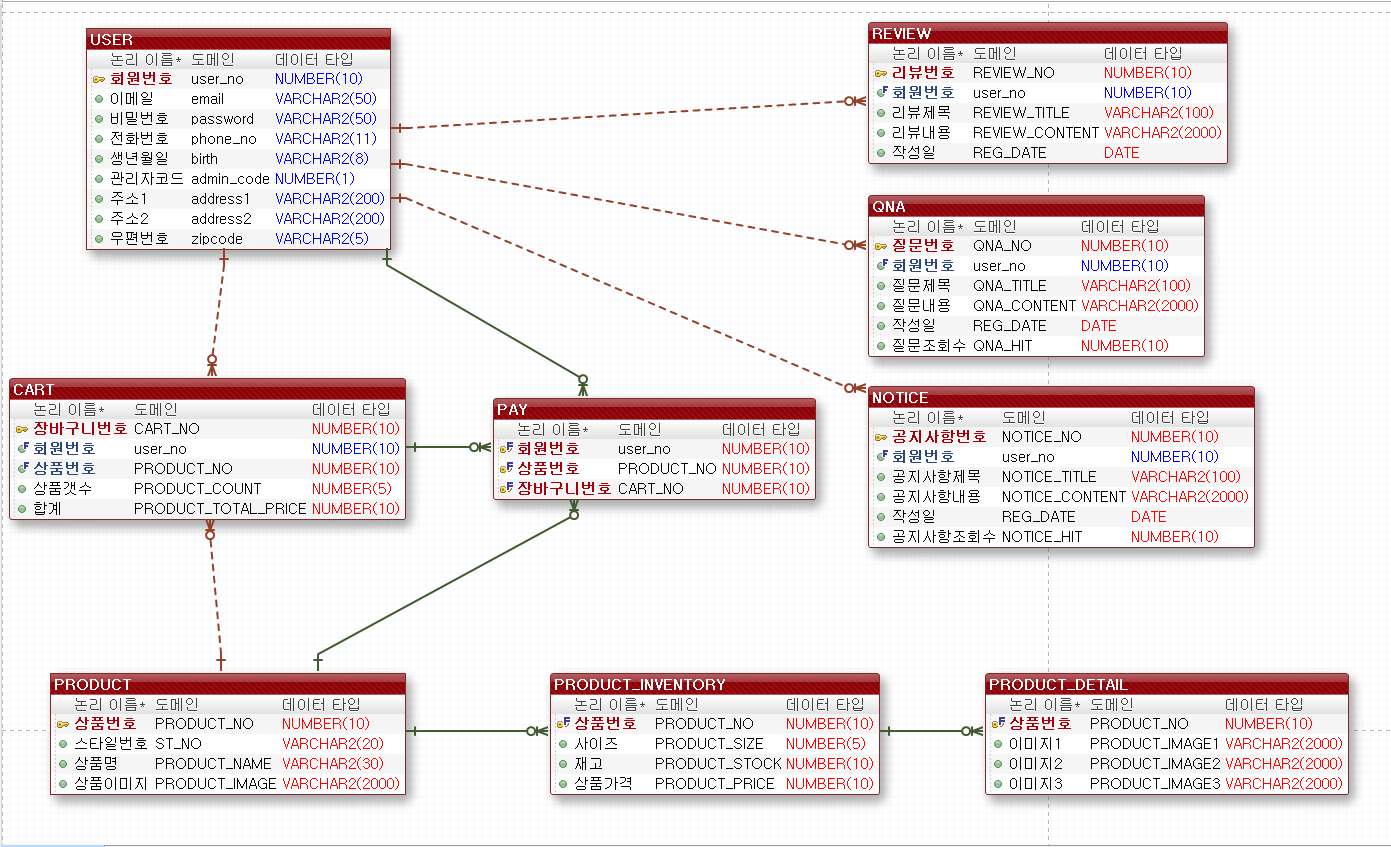 USER
논리 이름* 도메인 데이터 타입
회원번호 user_no NUMBER(10)
이메일 email VARCHAR2(50)
비밀번호 password VARCHAR2(50)
전화번호 phone_no VARCHAR2(11)
생년월일 birth VARCHAR2(8)
관리자코드 admin_code NUMBER(1)
주소1 address1 VARCHAR2(200)
주소2 address2 VARCHAR2(200)
우편번호 zipcode VARCHAR2(5)
REVIEW
논리 이름* 도메인 데이터 타입
리뷰번호 REVIEW_NO NUMBER(10)
회원번호 user_no NUMBER(10)
리뷰제목 REVIEW_TITLE VARCHAR2(100)
리뷰내용 REVIEW_CONTENT VARCHAR2(2000)
작성일 REG_DATE DATE
QNA
논리 이름* 도메인 데이터 타입
질문번호 QNA_NO NUMBER(10)
회원번호 user_no NUMBER(10)
질문제목 QNA_TITLE VARCHAR2(100)
질문내용 QNA_CONTENT VARCHAR2(2000)
작성일 REG_DATE DATE
질문조회수 QNA_HIT NUMBER(10)
CART
논리 이름* 도메인 데이터 타입
장바구니번호 CART_NO NUMBER(10)
회원번호 user_no NUMBER(10)
상품번호 PRODUCT_NO NUMBER(10)
상품갯수 PRODUCT_COUNT NUMBER(5)
합계 PRODUCT_TOTAL_PRICE NUMBER(10)
PAY
논리 이름* 도메인 데이터 타입
회원번호 user_no NUMBER(10)
상품번호 PRODUCT_NO NUMBER(10)
장바구니번호 CART_NO NUMBER(10)
NOTICE
논리 이름* 도메인 데이터 타입
공지사항번호 NOTICE_NO NUMBER(10)
회원번호 user_no NUMBER(10)
공지사항제목 NOTICE_TITLE VARCHAR2(100)
공지사항내용 NOTICE_CONTENT VARCHAR2(2000)
작성일 REG_DATE DATE
공지사항조회수 NOTICE_HIT NUMBER(10)
PRODUCT
논리 이름* 도메인 데이터 타입
상품번호 PRODUCT_NO NUMBER(10)
스타일번호 ST_NO VARCHAR2(20)
상품명 PRODUCT_NAME VARCHAR2(30)
상품이미지 PRODUCT_IMAGE VARCHAR2(2000)
PRODUCT_INVENTORY
논리 이름* 도메인 데이터 타입
상품번호 PRODUCT_NO NUMBER(10)
사이즈 PRODUCT_SIZE NUMBER(5)
재고 PRODUCT_STOCK NUMBER(10)
상품가격 PRODUCT_PRICE NUMBER(10)
PRODUCT_DETAIL
논리 이름* 도메인 데이터 타입
상품번호 PRODUCT_NO NUMBER(10)
이미지1 PRODUCT_IMAGE1 VARCHAR2(2000)
이미지2 PRODUCT_IMAGE2 VARCHAR2(2000)
이미지3 PRODUCT_IMAGE3 VARCHAR2(2000)